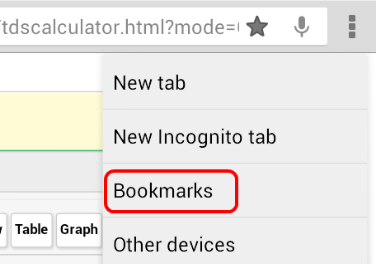 tdscalculator.html?mode=
New tab
New Incognito tab
Bookmarks
Table Graph
Other devices